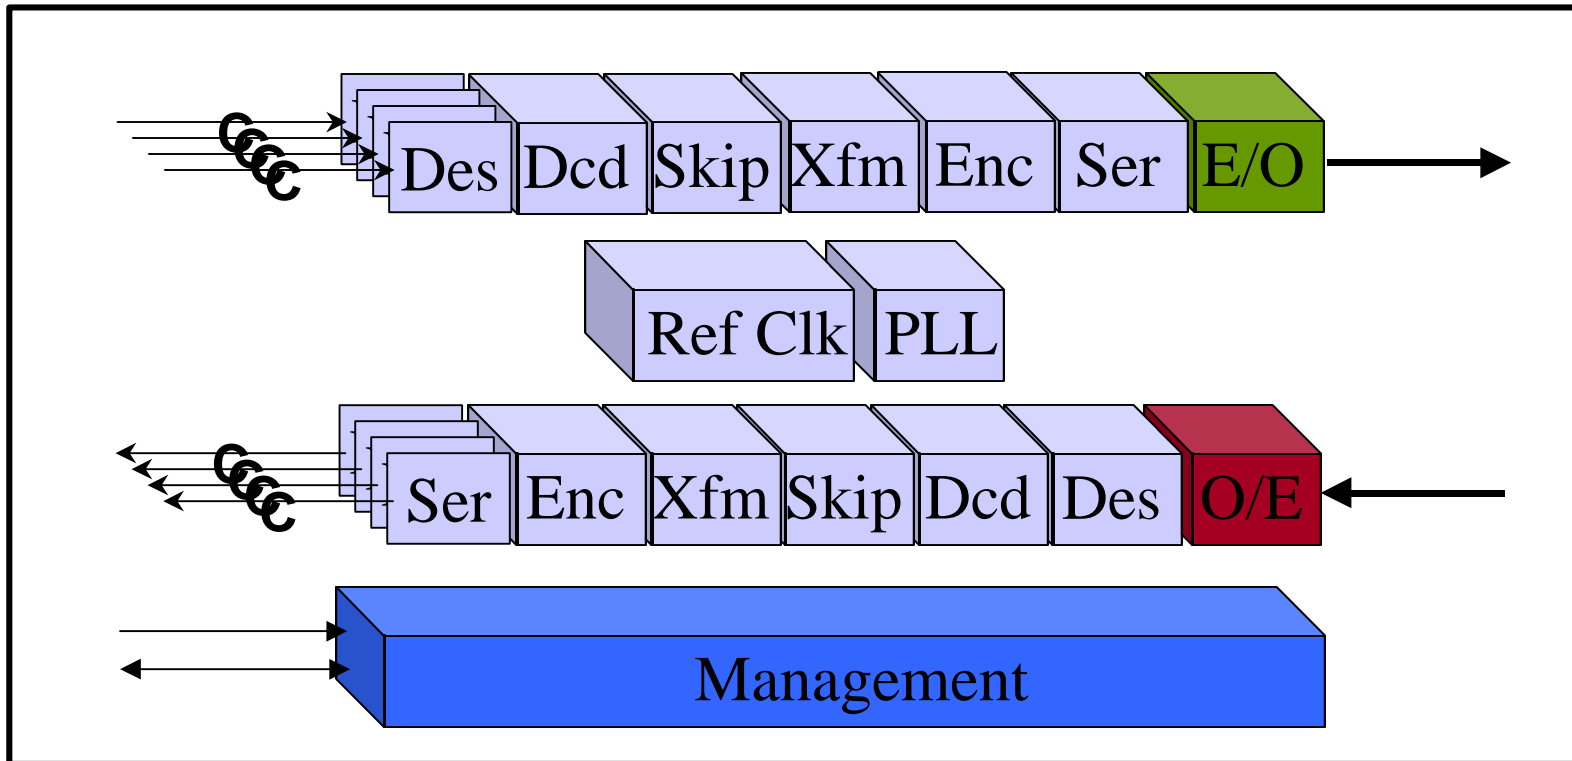 C C C C Des Dcd Skip Xfm Enc Ser E/O
Ref Clk PLL
C C C C Ser Enc Xfm Skip Dcd Des O/E
Management